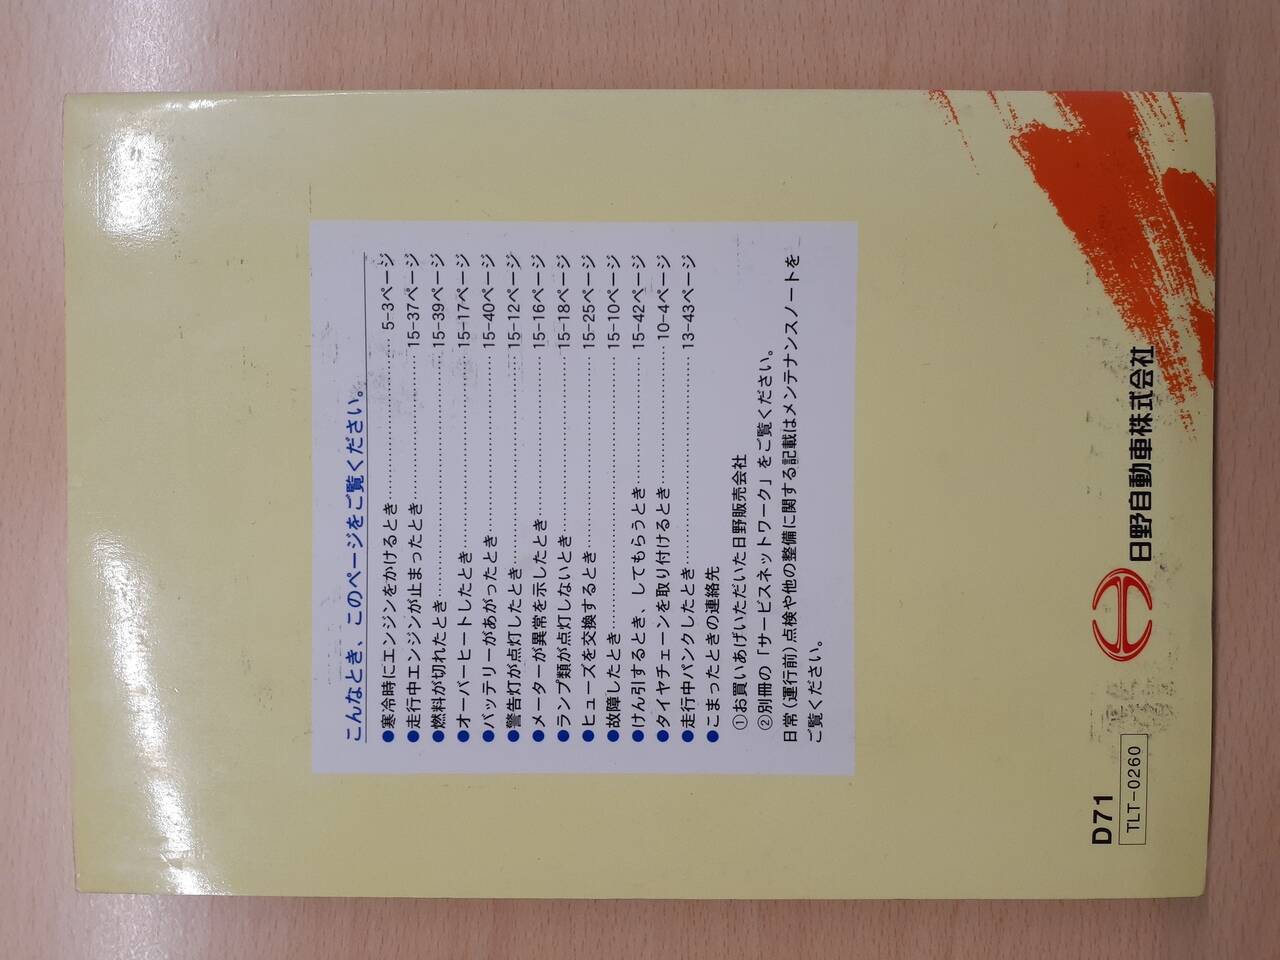 こんなとき、このページをご覧ください。
●寒冷時にエンジンをかけるとき………………… 5-3ページ
●走行中エンジンが止まったとき………………… 15-37ページ
●燃料が切れたとき………………………………… 15-39ページ
●オーバーヒートしたとき………………………… 15-17ページ
●バッテリーがあがったとき……………………… 15-40ページ
●警告灯が点灯したとき…………………………… 15-12ページ
●メーターが異常を示したとき…………………… 15-16ページ
●ランプ類が点灯しないとき……………………… 15-18ページ
●ヒューズを交換するとき………………………… 15-25ページ
●故障したとき……………………………………… 15-10ページ
●けん引するとき、してもらうとき……………… 15-42ページ
●タイヤチェーンを取り付けるとき……………… 10-4ページ
●走行中パンクしたとき…………………………… 13-43ページ
●こまったときの連絡先
①お買いあげいただいた日野販売会社
②別冊の「サービスネットワーク」をご覧ください。
日常(運行前)点検や他の整備に関する記載はメンテナンスノートを
ご覧ください。
D71
TLT-0260
日野自動車株式会社